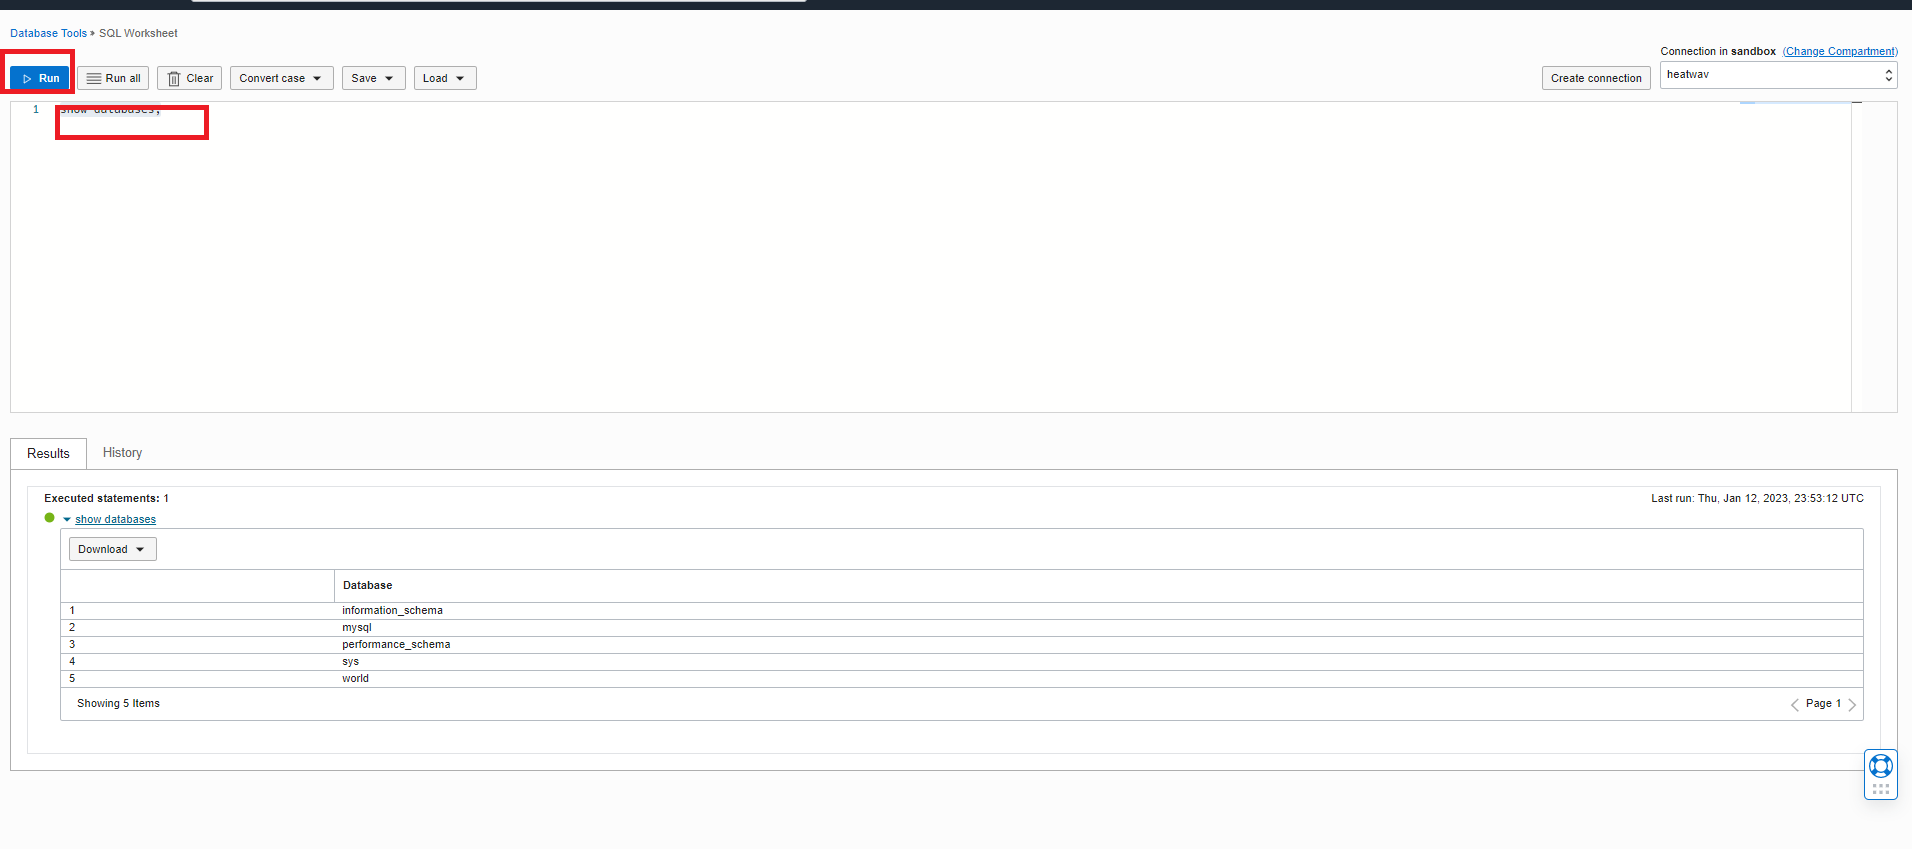 Database Tools » SQL Worksheet
Connection in sandbox (Change Compartment)
Run Run all Clear Convert case Save Load Create connection heatwav
1 show databases;
Results History
Executed statements: 1 Last run: Thu, Jan 12, 2023, 23:53:12 UTC
show databases
Download
Database
1 information_schema
2 mysql
3 performance_schema
4 sys
5 world
Showing 5 Items Page 1